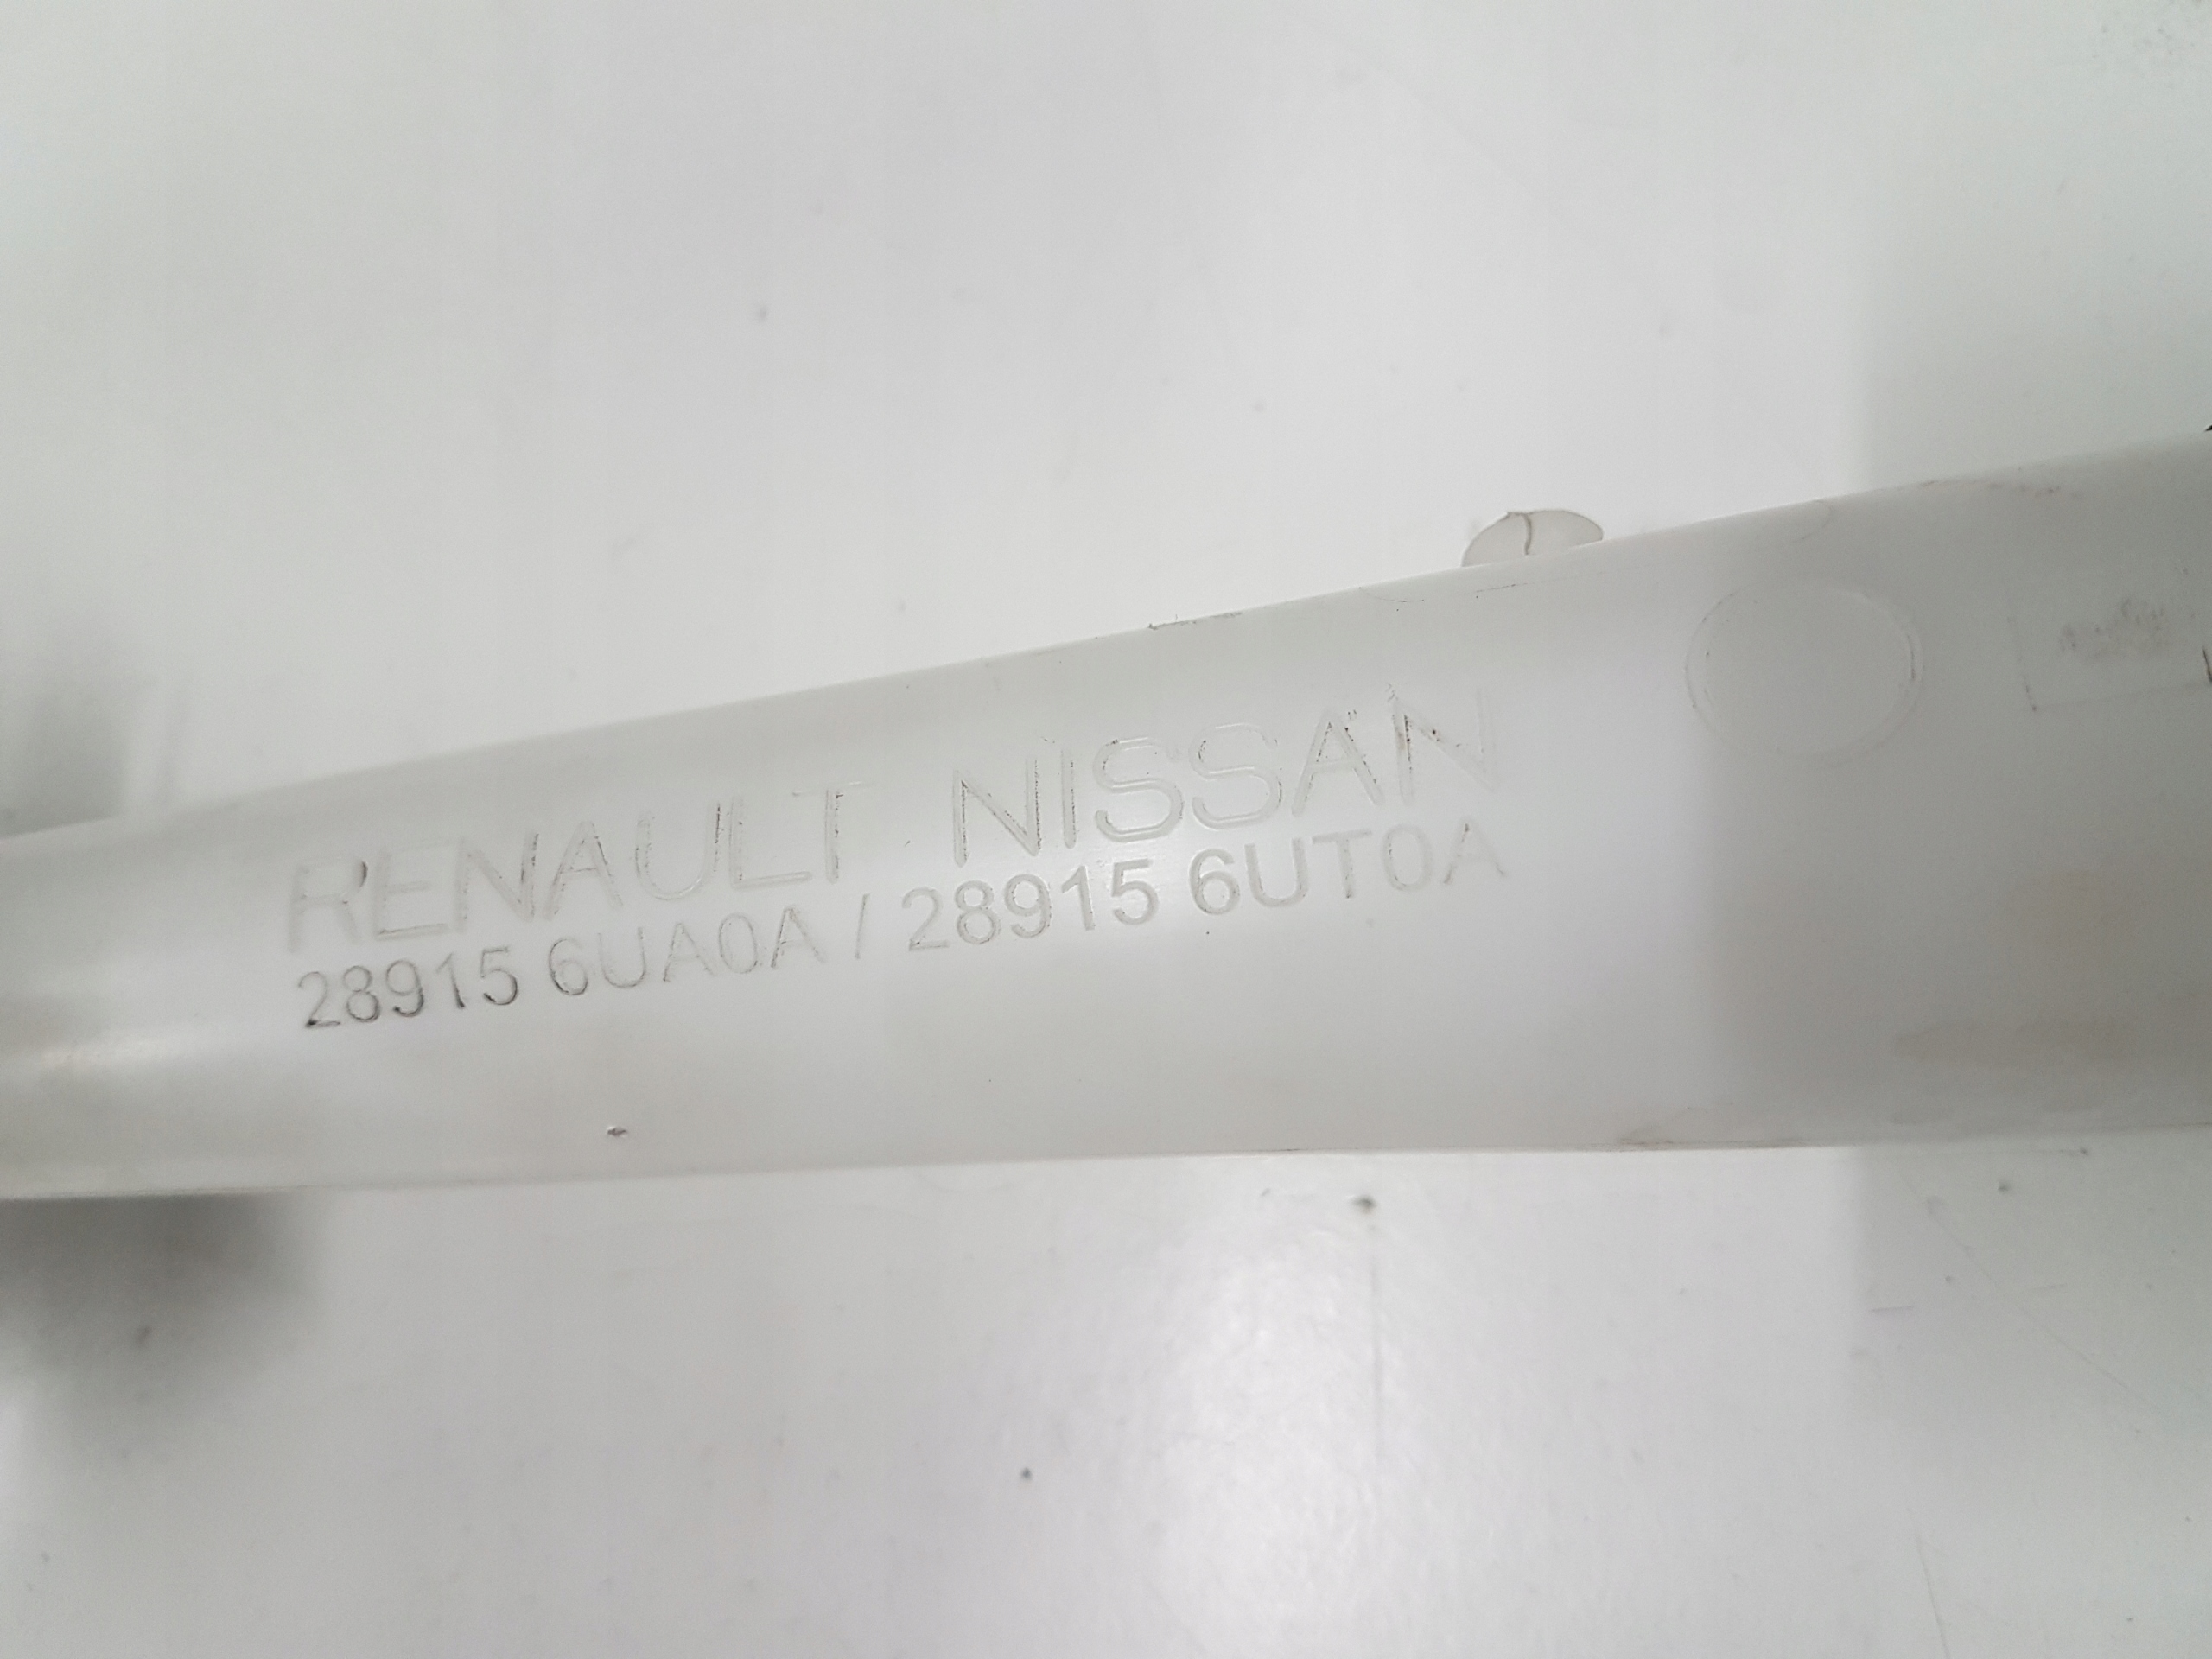 RENAULT NISSAN
28915 6UA0A / 28915 6UT0A